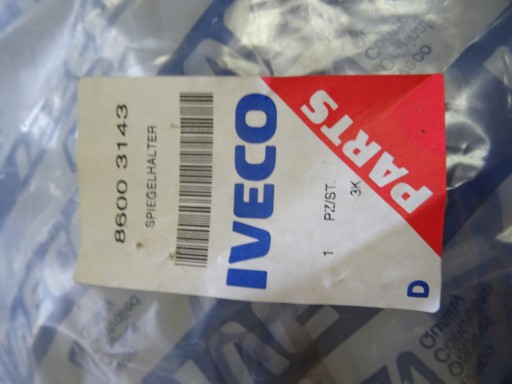 8600 3143
SPIEGELHALTER
IVECO
PARTS
1 PZ/ST.
3K
D